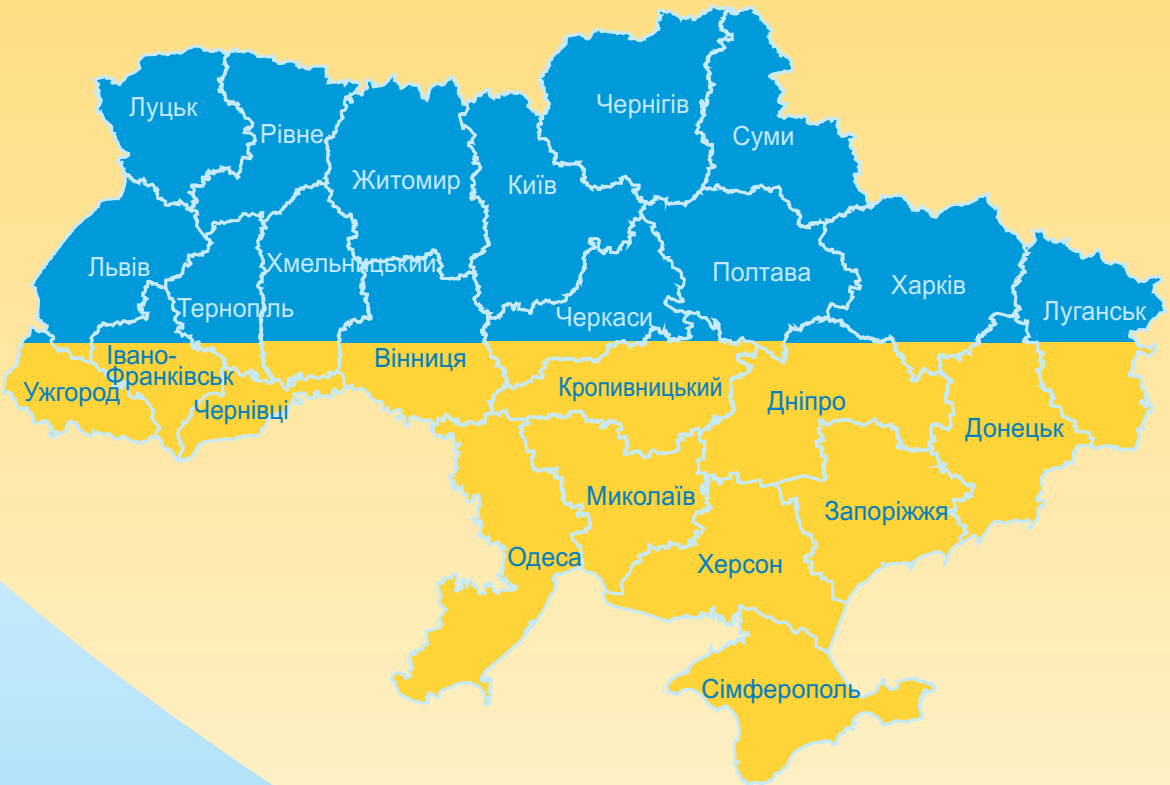 Луцьк
Рівне
Житомир
Київ
Чернігів
Суми
Львів
Тернопіль
Хмельницький
Черкаси
Полтава
Харків
Луганськ
Ужгород
Івано-
Франківськ
Чернівці
Вінниця
Кропивницький
Дніпро
Донецьк
Одеса
Миколаїв
Херсон
Запоріжжя
Сімферополь